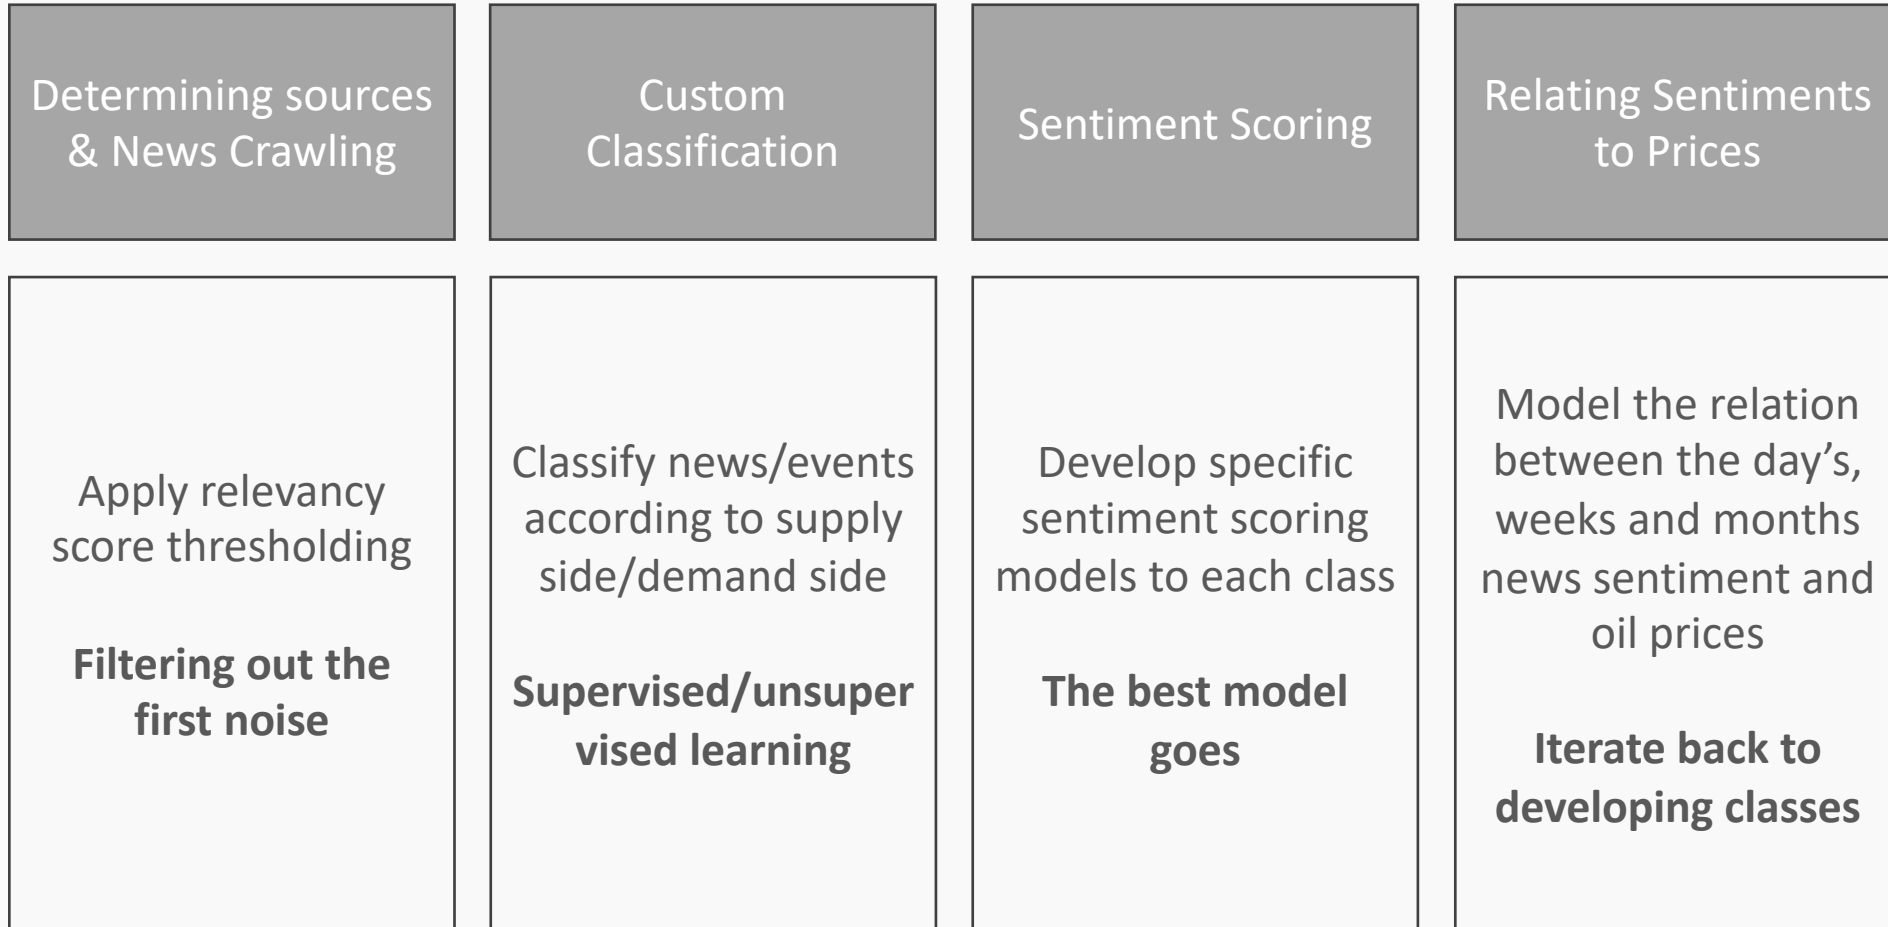 Determining sources
& News Crawling
Custom
Classification
Sentiment Scoring
Relating Sentiments
to Prices
Apply relevancy
score thresholding
Filtering out the
first noise
Classify news/events
according to supply
side/demand side
Supervised/unsuper
vised learning
Develop specific
sentiment scoring
models to each class
The best model
goes
Model the relation
between the day’s,
weeks and months
news sentiment and
oil prices
Iterate back to
developing classes